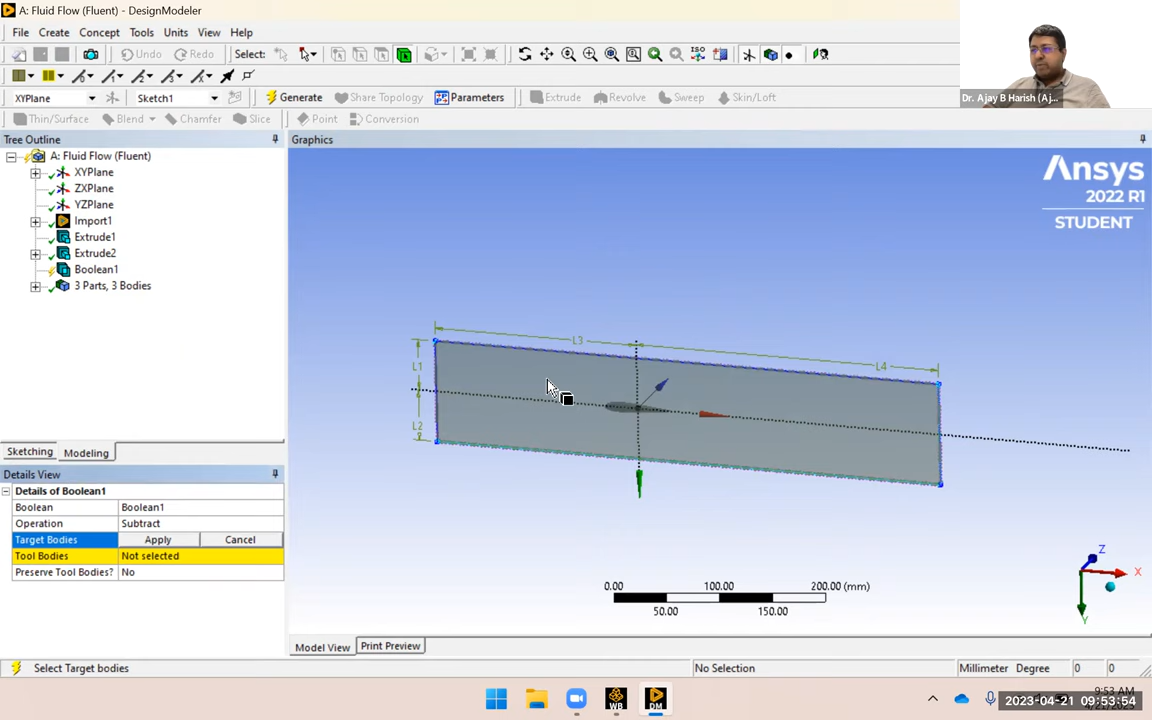 A: Fluid Flow (Fluent) - DesignModeler
File Create Concept Tools Units View Help
Undo Redo Select:
XYPlane Sketch1 Generate Share Topology Parameters Extrude Revolve Sweep Skin/Loft
Thin/Surface Blend Chamfer Slice Point Conversion
Dr. Ajay B Harish (Aj...
Tree Outline
A: Fluid Flow (Fluent)
XYPlane
ZXPlane
YZPlane
Import1
Extrude1
Extrude2
Boolean1
3 Parts, 3 Bodies
Sketching Modeling
Details View
Details of Boolean1
Boolean Boolean1
Operation Subtract
Target Bodies Apply Cancel
Tool Bodies Not selected
Preserve Tool Bodies? No
Graphics
Ansys
2022 R1
STUDENT
L3
L4
L1
L2
0.00 100.00 200.00 (mm)
50.00 150.00
Z
X
Y
Model View Print Preview
Select Target bodies No Selection Millimeter Degree 0 0
WB DM
9:53 AM
2023-04-21 09:53:54